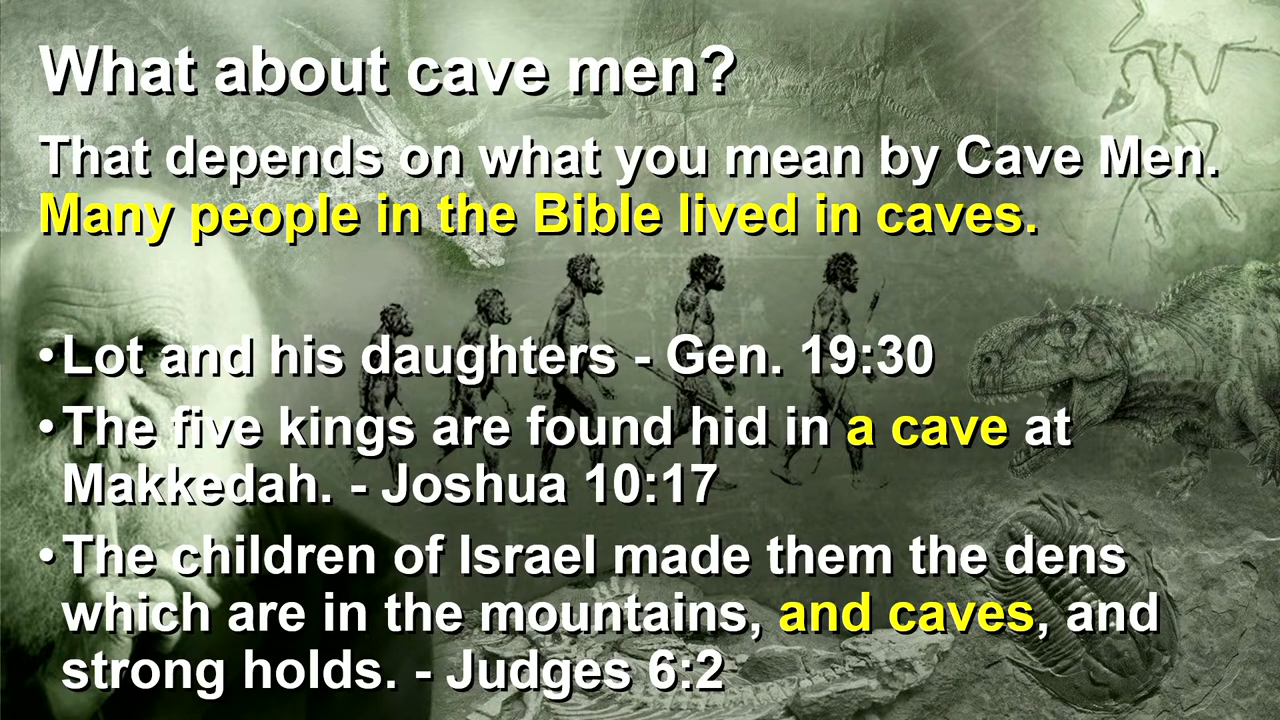 What about cave men?
That depends on what you mean by Cave Men.
Many people in the Bible lived in caves.
•Lot and his daughters - Gen. 19:30
•The five kings are found hid in a cave at
Makkedah. - Joshua 10:17
•The children of Israel made them the dens
which are in the mountains, and caves, and
strong holds. - Judges 6:2